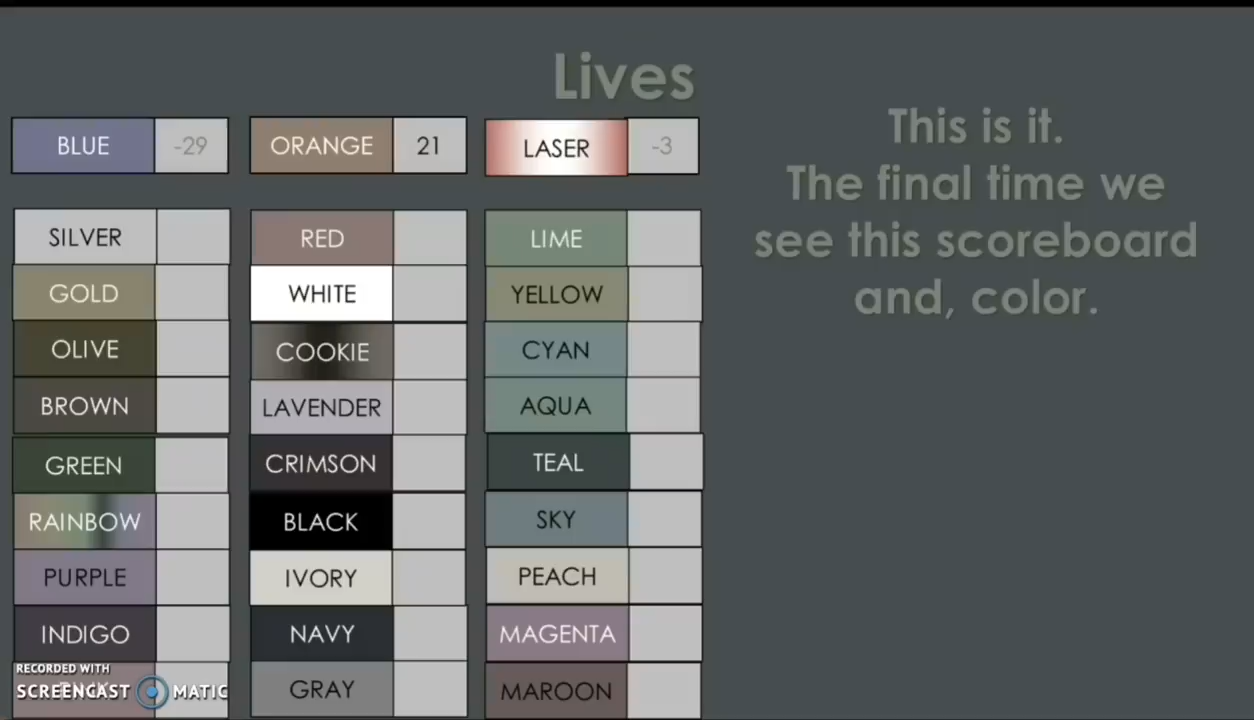 Lives
BLUE -29 ORANGE 21 LASER -3
This is it.
The final time we
see this scoreboard
and, color.
SILVER RED LIME
GOLD WHITE YELLOW
OLIVE COOKIE CYAN
BROWN LAVENDER AQUA
GREEN CRIMSON TEAL
RAINBOW BLACK SKY
PURPLE IVORY PEACH
INDIGO NAVY MAGENTA
GRAY MAROON
RECORDED WITH
SCREENCAST MATIC